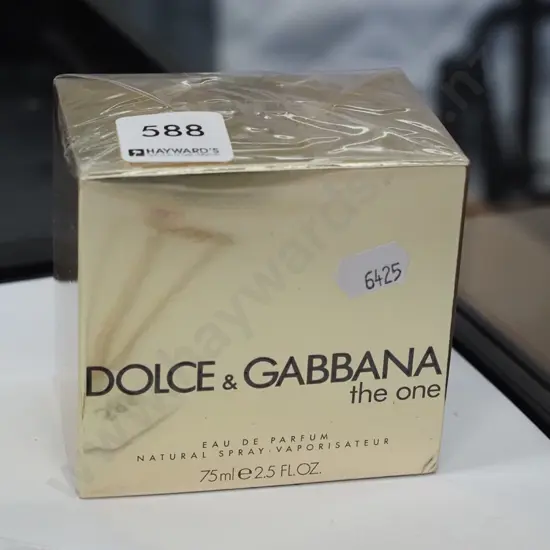 588
HAYWARD'S
6425
DOLCE & GABBANA
the one
EAU DE PARFUM
NATURAL SPRAY·VAPORISATEUR
75ml e 2.5 FL.OZ.